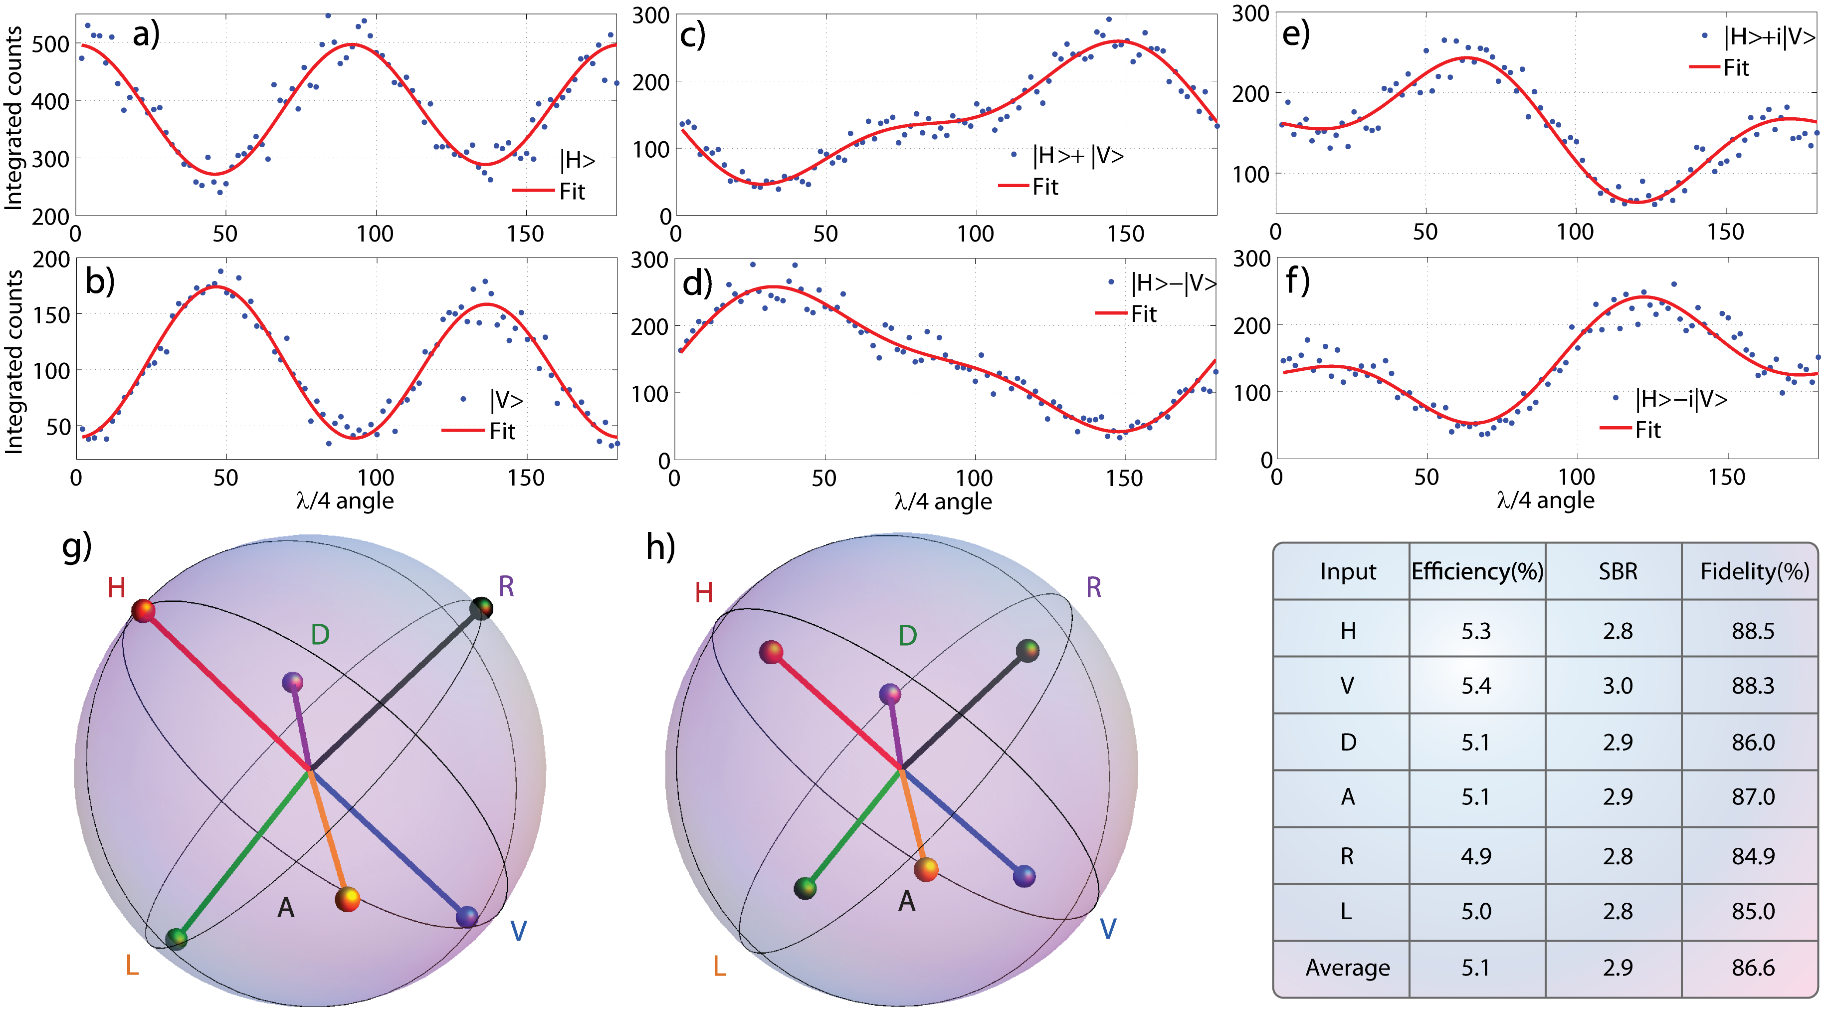 a)
Integrated counts
500
400
300
200
0
50
100
150
|H>
Fit
c)
300
200
100
0
0
50
100
150
|H>+ |V>
Fit
e)
300
200
100
0
50
100
150
|H>+i|V>
Fit
b)
Integrated counts
200
150
100
50
0
50
100
150
λ/4 angle
|V>
Fit
d)
300
200
100
0
0
50
100
150
λ/4 angle
|H>−|V>
Fit
f)
300
200
100
0
0
50
100
150
λ/4 angle
|H>−i|V>
Fit
g)
H
R
D
A
L
V
h)
H
R
D
A
L
V
Input Efficiency(%) SBR Fidelity(%)
H 5.3 2.8 88.5
V 5.4 3.0 88.3
D 5.1 2.9 86.0
A 5.1 2.9 87.0
R 4.9 2.8 84.9
L 5.0 2.8 85.0
Average 5.1 2.9 86.6